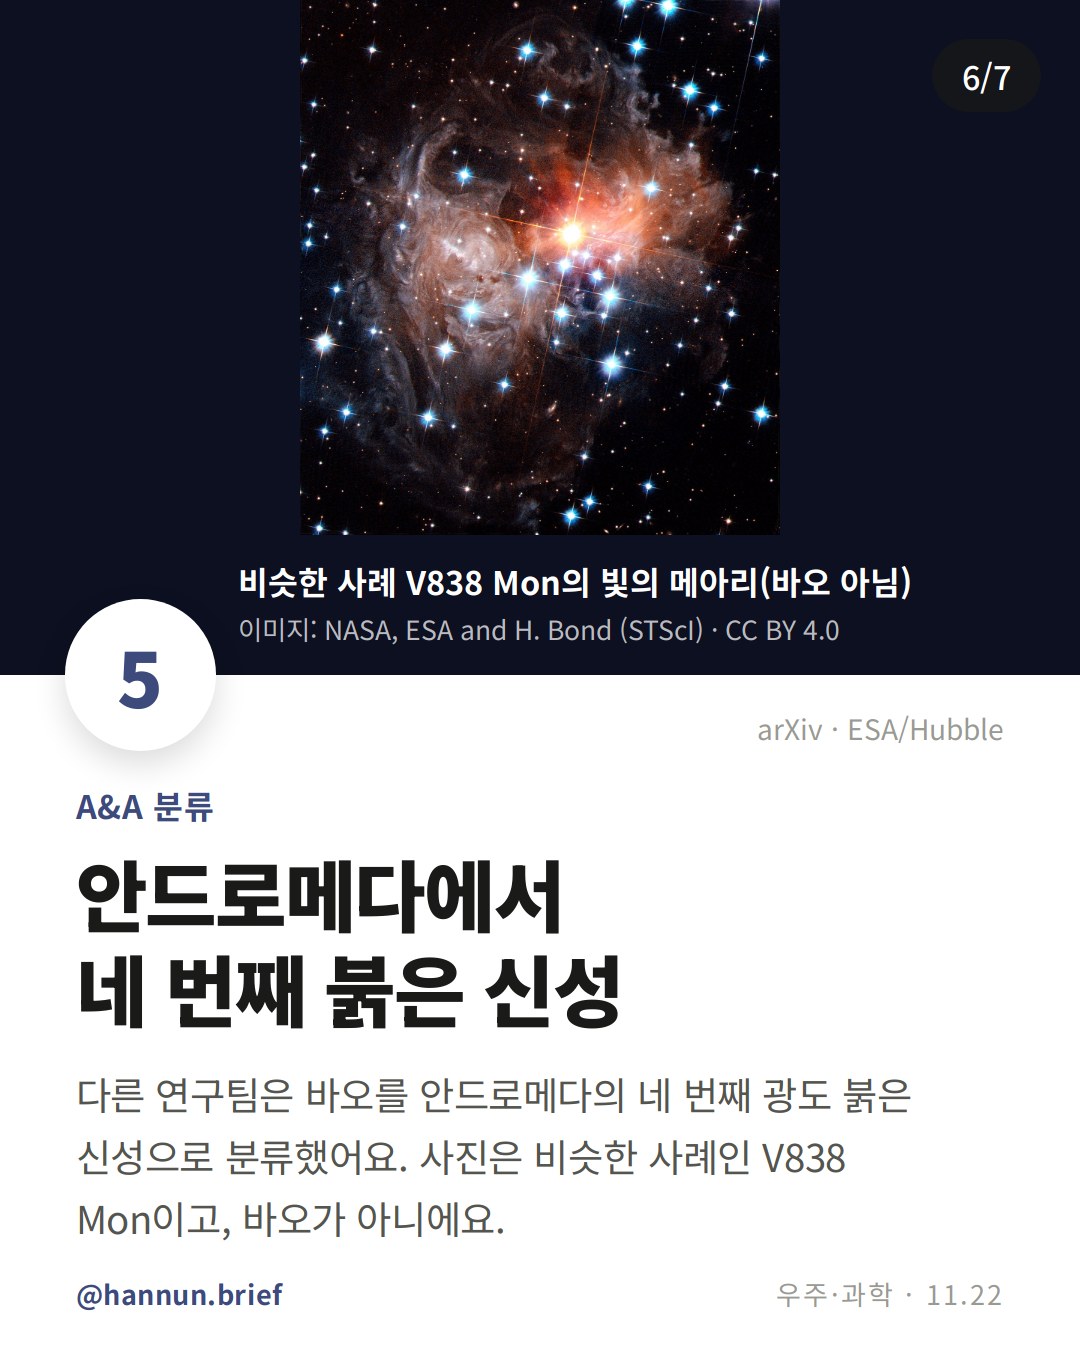 6/7
비슷한 사례 V838 Mon의 빛의 메아리(바오 아님)
이미지: NASA, ESA and H. Bond (STScI) · CC BY 4.0
5
arXiv · ESA/Hubble
A&A 분류
안드로메다에서
네 번째 붉은 신성
다른 연구팀은 바오를 안드로메다의 네 번째 광도 붉은
신성으로 분류했어요. 사진은 비슷한 사례인 V838
Mon이고, 바오가 아니에요.
@hannun.brief
우주·과학 · 11.22